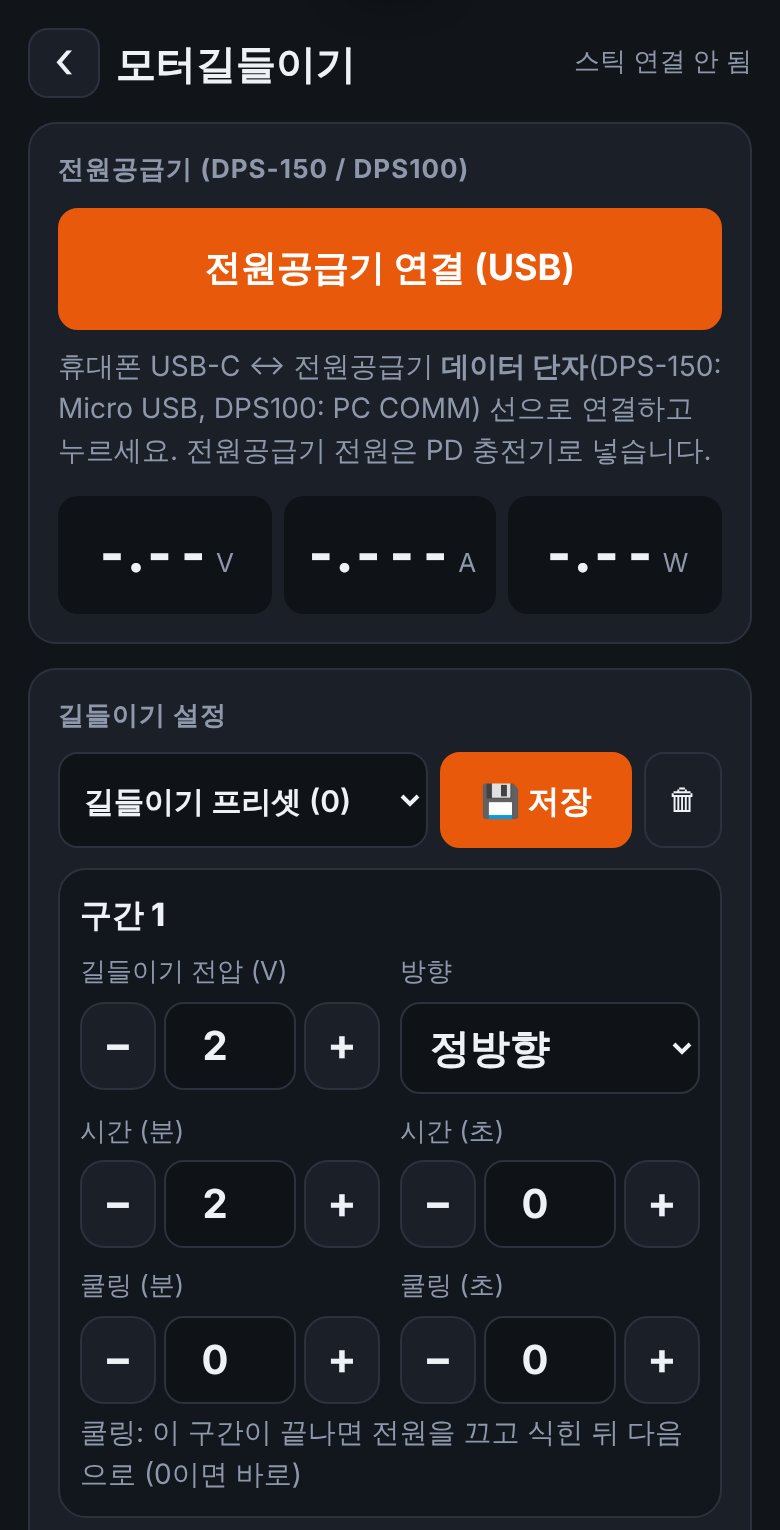 모터길들이기
스틱 연결 안 됨
전원공급기 (DPS-150 / DPS100)
전원공급기 연결 (USB)
휴대폰 USB-C ↔ 전원공급기 데이터 단자(DPS-150:
Micro USB, DPS100: PC COMM) 선으로 연결하고
누르세요. 전원공급기 전원은 PD 충전기로 넣습니다.
-.-- V
-.--- A
-.-- W
길들이기 설정
길들이기 프리셋 (0)
💾 저장
구간 1
길들이기 전압 (V)
방향
− 2 +
정방향
시간 (분)
시간 (초)
− 2 +
− 0 +
쿨링 (분)
쿨링 (초)
− 0 +
− 0 +
쿨링: 이 구간이 끝나면 전원을 끄고 식힌 뒤 다음
으로 (0이면 바로)